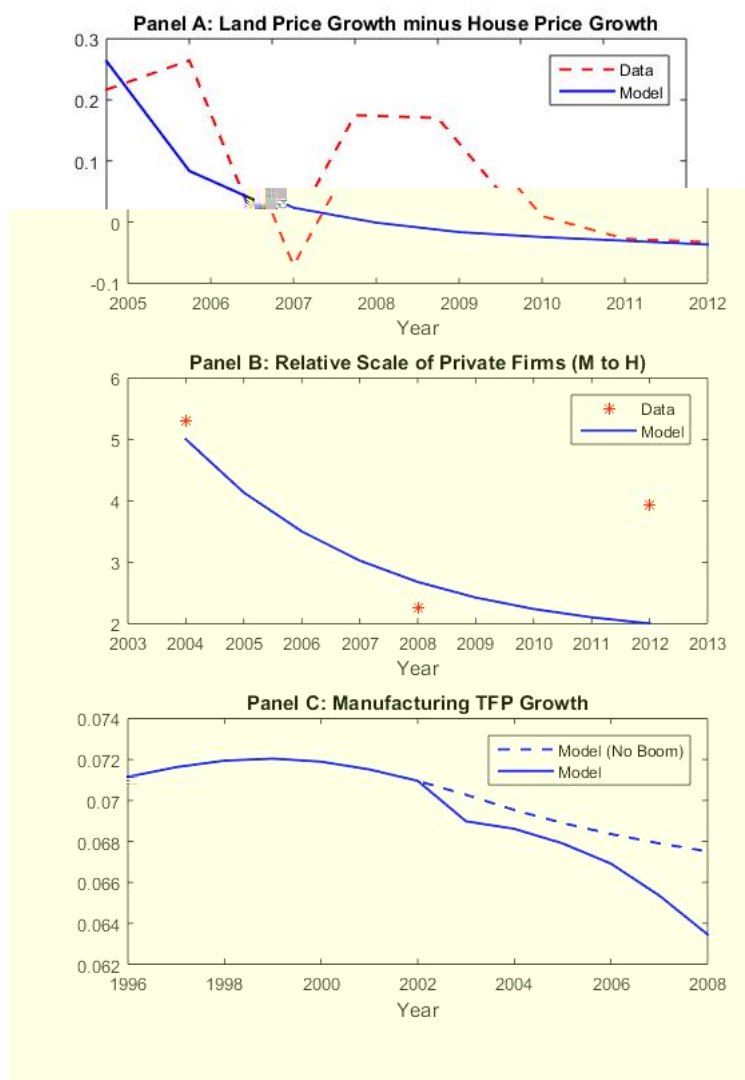 Panel A: Land Price Growth minus House Price Growth
0.3
0.2
0.1
0
-0.1
Data
Model
2005 2006 2007 2008 2009 2010 2011 2012
Year
Panel B: Relative Scale of Private Firms (M to H)
6
5
4
3
2
Data
Model
2003 2004 2005 2006 2007 2008 2009 2010 2011 2012 2013
Year
Panel C: Manufacturing TFP Growth
0.074
0.072
0.07
0.068
0.066
0.064
0.062
Model (No Boom)
Model
1996 1998 2000 2002 2004 2006 2008
Year